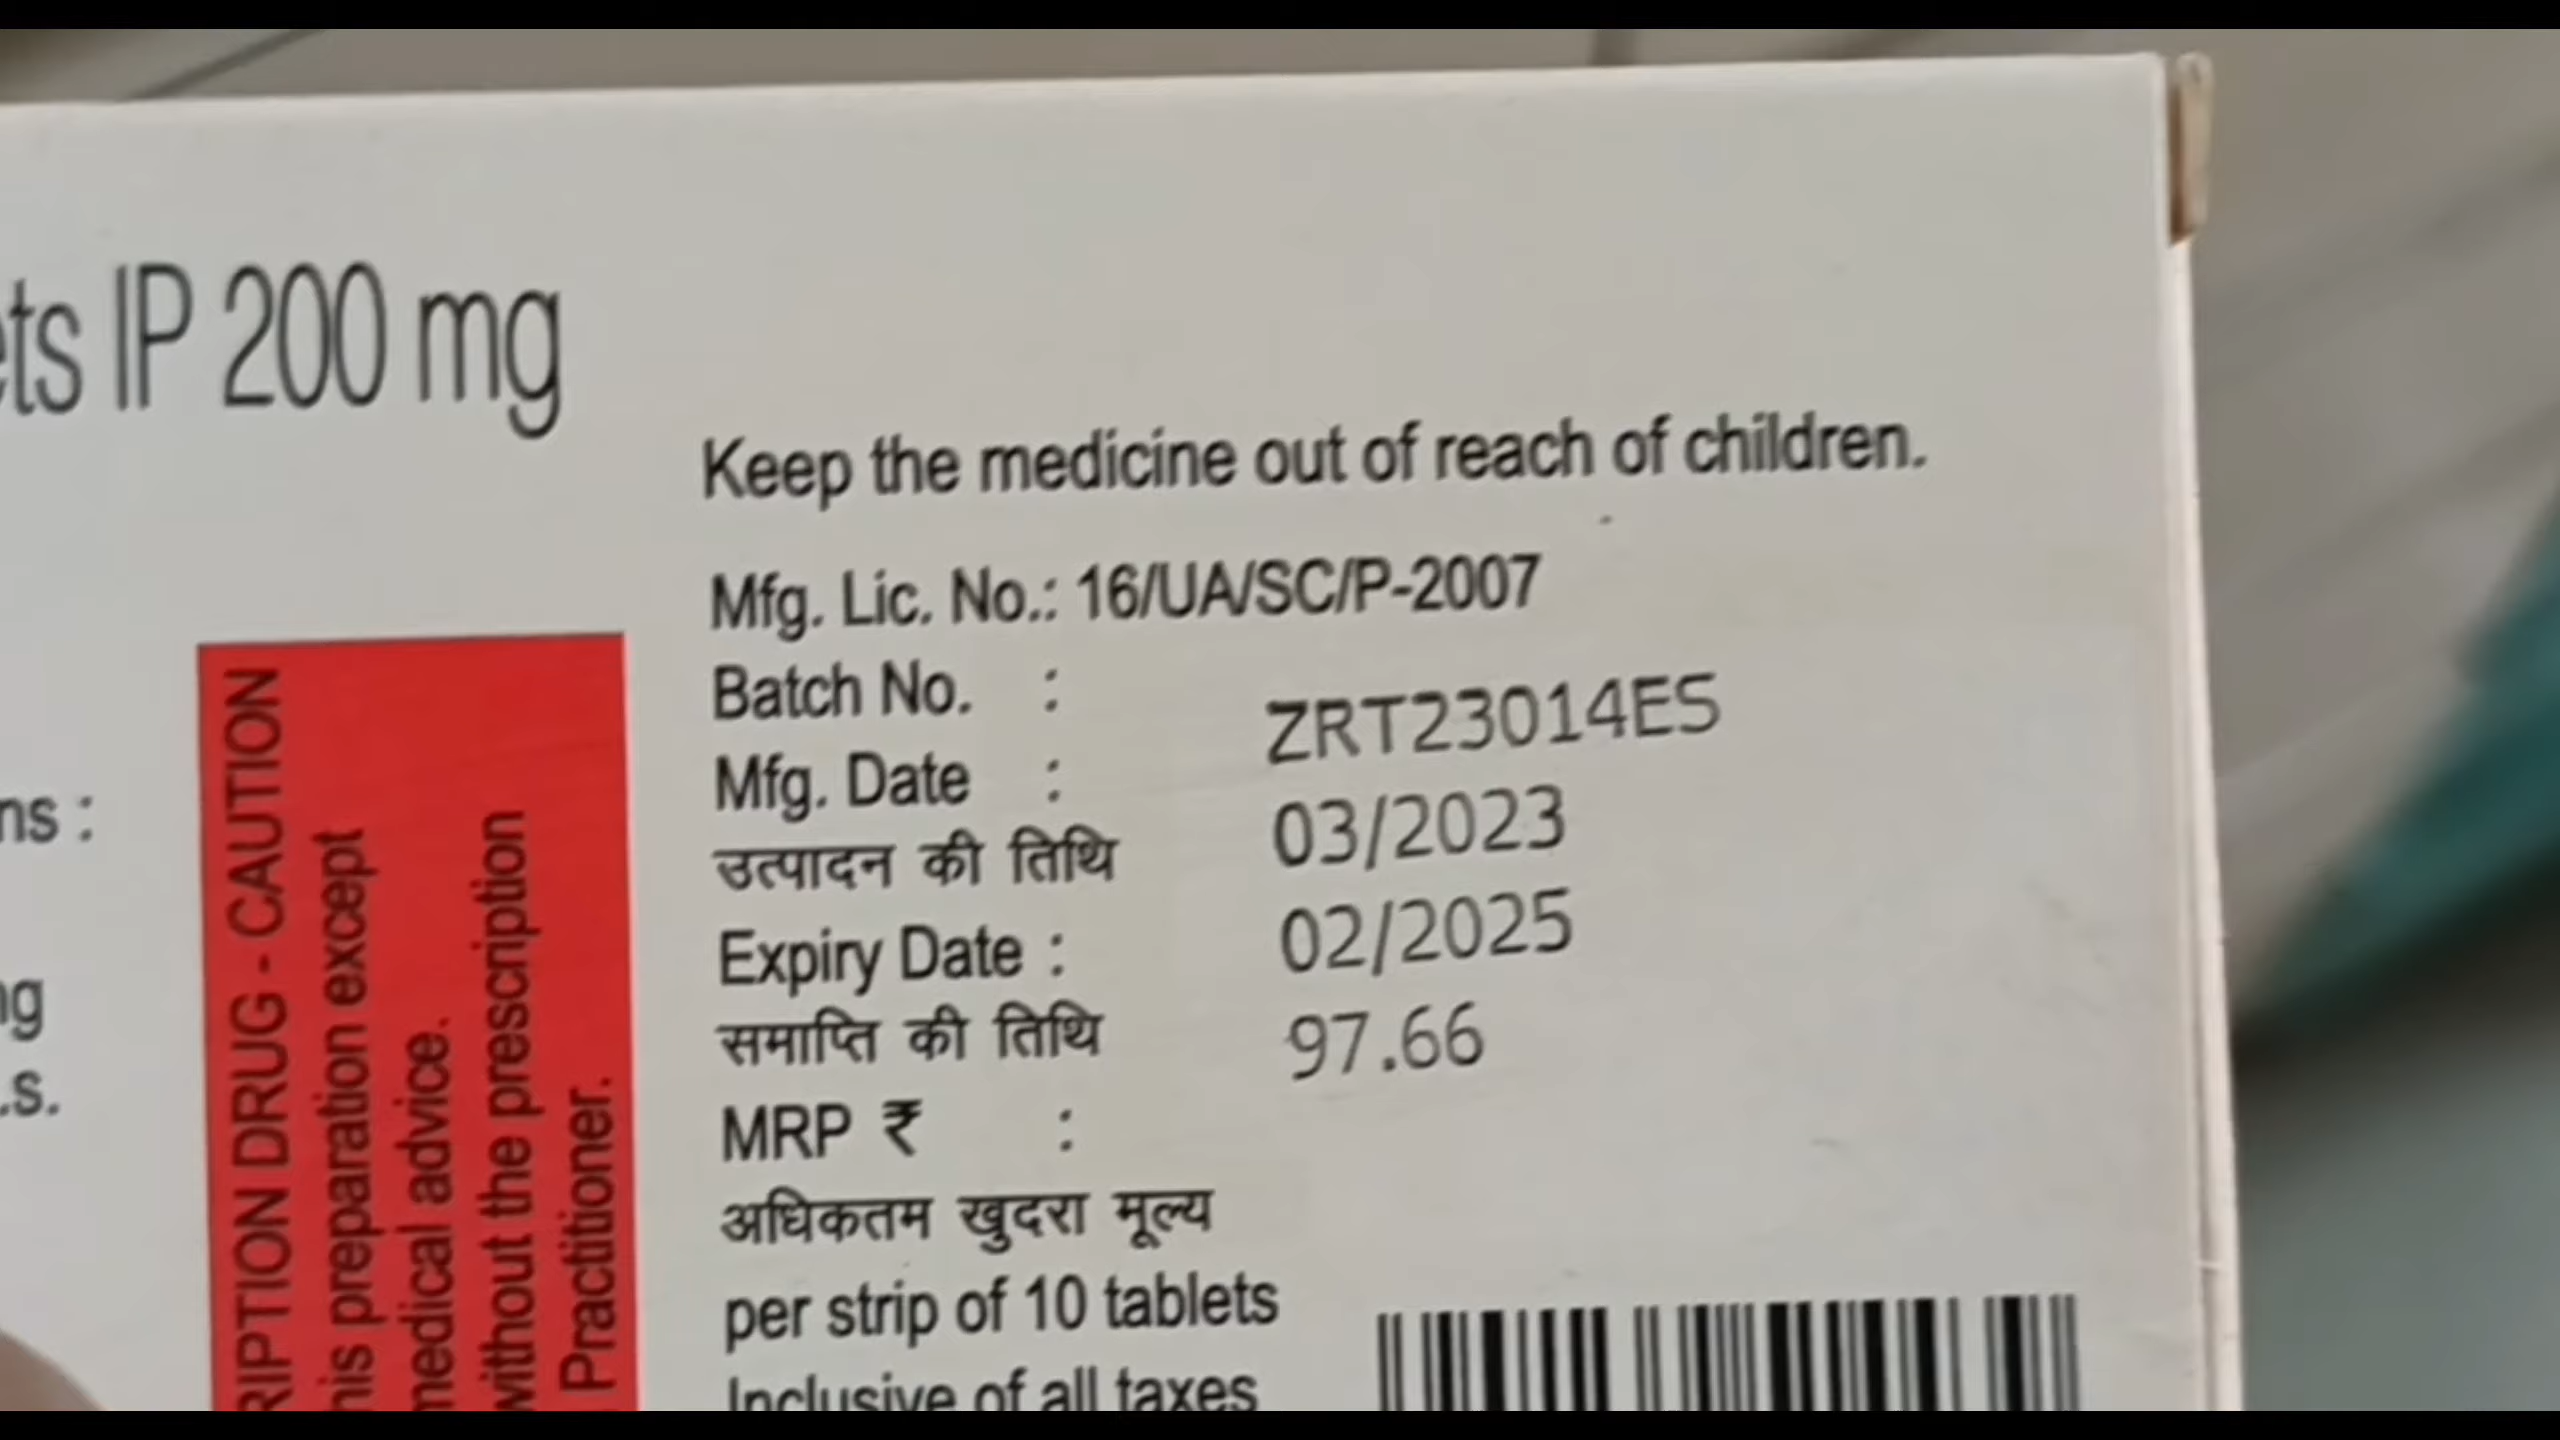 ets IP 200 mg
Keep the medicine out of reach of children.
Mfg. Lic. No.: 16/UA/SC/P-2007
Batch No. : ZRT23014ES
Mfg. Date : 03/2023
उत्पादन की तिथि
Expiry Date : 02/2025
समाप्ति की तिथि
MRP ₹ : 97.66
अधिकतम खुदरा मूल्य
per strip of 10 tablets
Inclusive of all taxes
RIPTION DRUG - CAUTION
his preparation except
medical advice.
without the prescription
Practitioner.
ns :
.s.